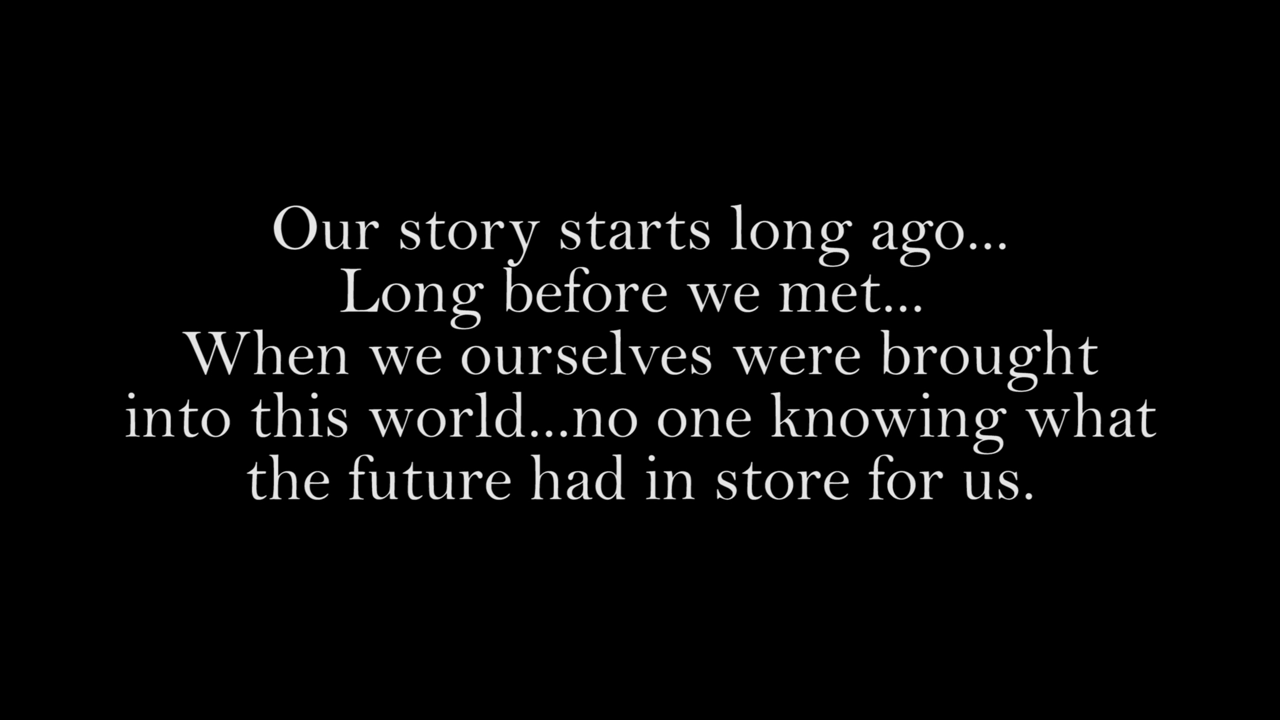 Our story starts long ago...
Long before we met...
When we ourselves were brought
into this world...no one knowing what
the future had in store for us.